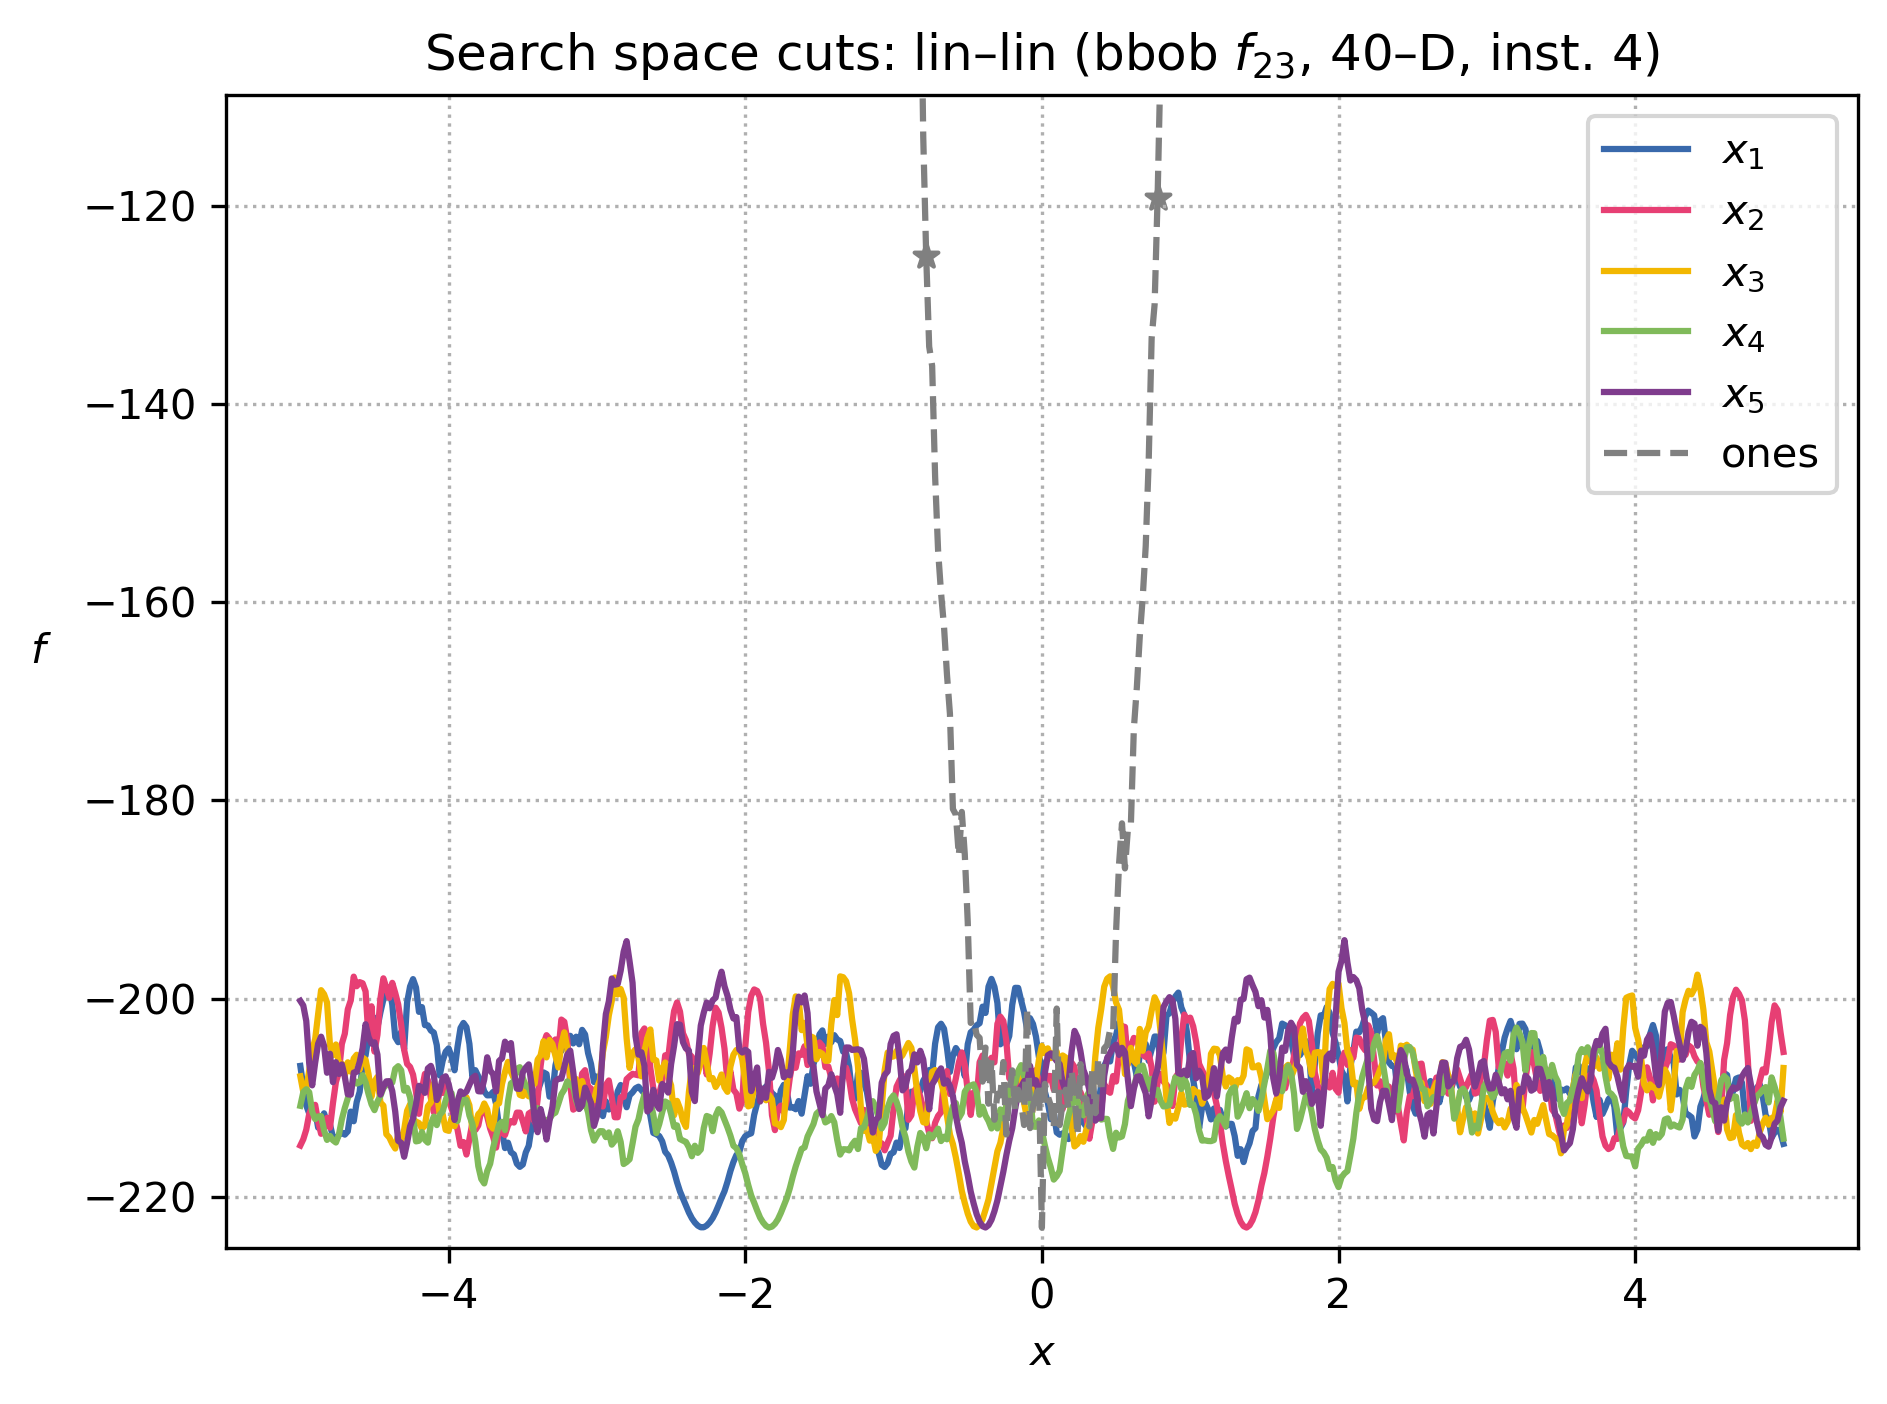 Search space cuts: lin–lin (bbob f₂₃, 40–D, inst. 4)
x₁
x₂
x₃
x₄
x₅
ones
−120
−140
−160
−180
−200
−220
f
−4 −2 0 2 4
x